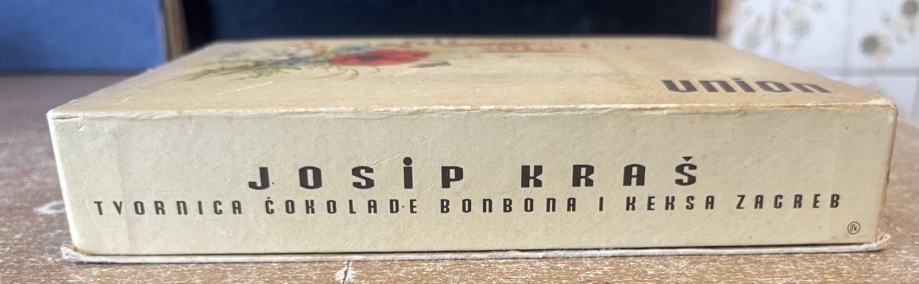 union
JOSiP KRAŠ
TVORNICA ČOKOLADE BONBONA I KEKSA ZAGREB